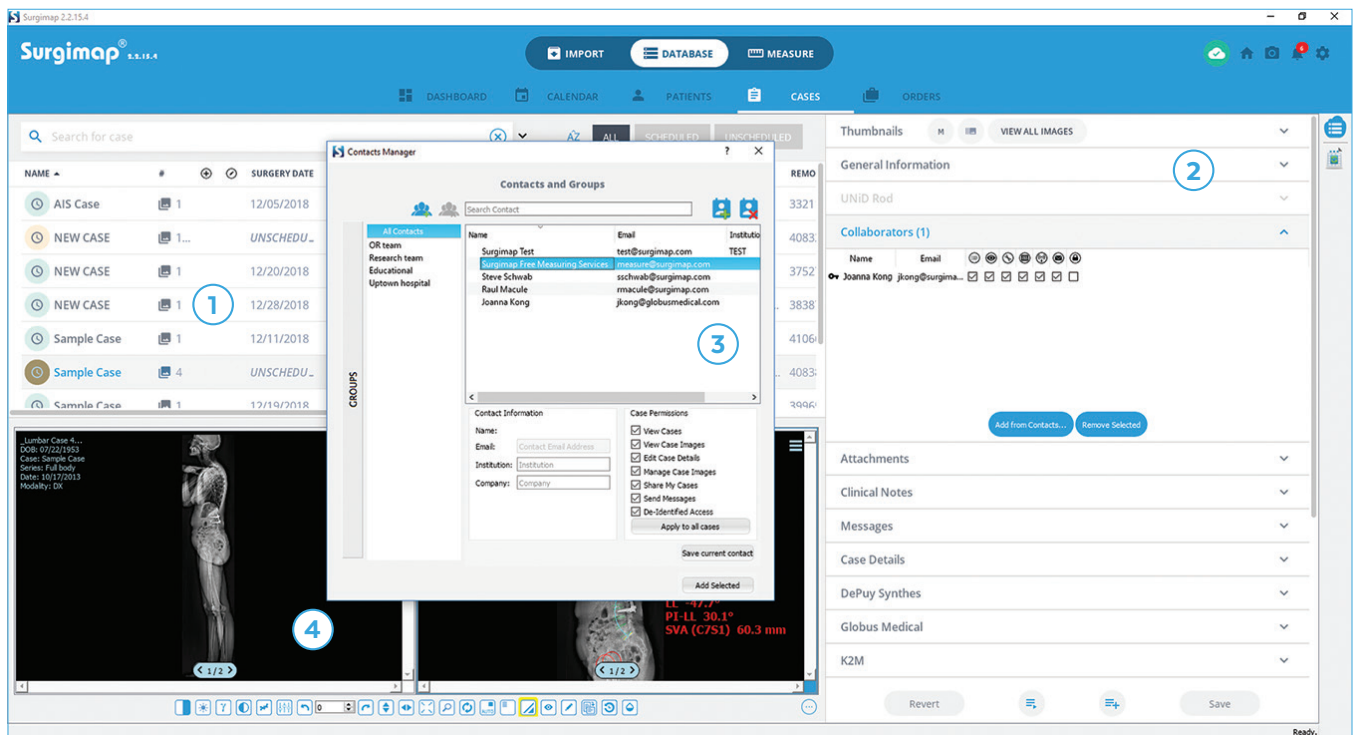 Surgimap 2.2.15.4
Surgimap® 2.2.15.4
IMPORT DATABASE MEASURE
6
DASHBOARD CALENDAR PATIENTS CASES ORDERS
Search for case
AZ ALL SCHEDULED UNSCHEDULED
NAME # SURGERY DATE REMO
AIS Case 1 12/05/2018 3321
NEW CASE 1... UNSCHEDU... 4083
NEW CASE 1 12/20/2018 3752
NEW CASE 1 12/28/2018 3838
Sample Case 1 12/11/2018 4106
Sample Case 4 UNSCHEDU... 4083
Sample Case 1 12/19/2018 3996
1
Contacts Manager ?
Contacts and Groups
Search Contact
GROUPS
All Contacts
OR team
Research team
Educational
Uptown hospital
Name Email Institutio
Surgimap Test test@surgimap.com TEST
Surgimap Free Measuring Services measure@surgimap.com
Steve Schwab sschwab@surgimap.com
Raul Macule rmacule@surgimap.com
Joanna Kong jkong@globusmedical.com
3
Contact Information
Name:
Email: Contact Email Address
Institution: Institution
Company: Company
Case Permissions
View Cases
View Case Images
Edit Case Details
Manage Case Images
Share My Cases
Send Messages
De-Identified Access
Apply to all cases
Save current contact
Add Selected
Thumbnails M VIEW ALL IMAGES
General Information
2
UNiD Rod
Collaborators (1)
Name Email
Joanna Kong jkong@surgima...
Add from Contacts... Remove Selected
Attachments
Clinical Notes
Messages
Case Details
DePuy Synthes
Globus Medical
K2M
Revert Save
_Lumbar Case 4...
DOB: 07/22/1953
Case: Sample Case
Series: Full body
Date: 10/17/2013
Modality: DX
4
1/2
LL -47.7°
PI-LL 30.1°
SVA (C7S1) 60.3 mm
1/2
0
Ready.